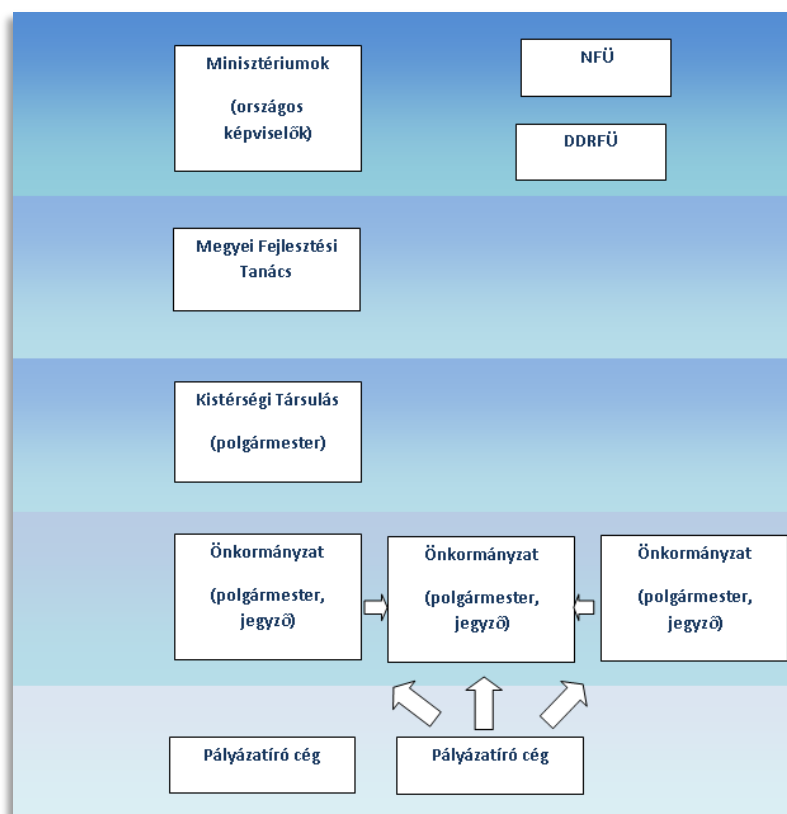 Minisztériumok
(országos
képviselők)
NFÜ
DDRFÜ
Megyei Fejlesztési
Tanács
Kistérségi Társulás
(polgármester)
Önkormányzat
(polgármester,
jegyző)
Önkormányzat
(polgármester,
jegyző)
Önkormányzat
(polgármester,
jegyző)
Pályázatíró cég
Pályázatíró cég